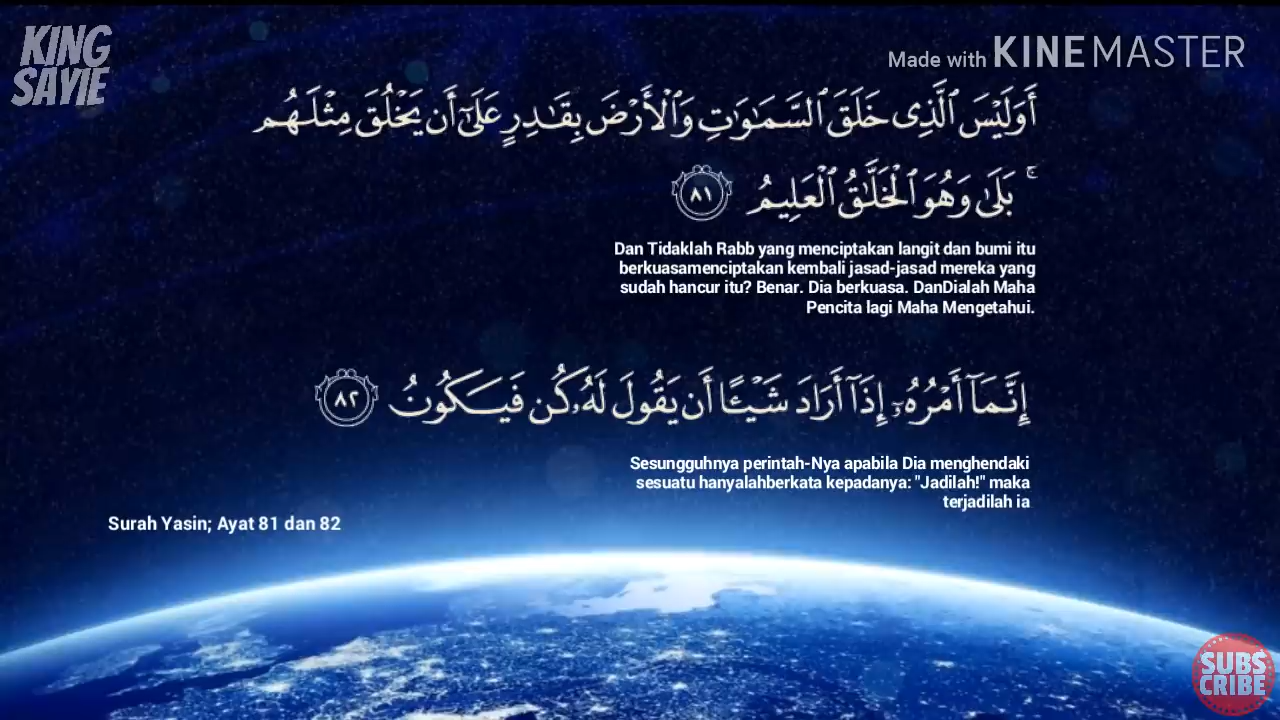 KING
SAVIE
Made with KINEMASTER
أَوَلَيْسَ ٱلَّذِى خَلَقَ ٱلسَّمَـٰوَٰتِ وَٱلْأَرْضَ بِقَـٰدِرٍ عَلَىٰٓ أَن يَخْلُقَ مِثْلَهُم
ۚ بَلَىٰ وَهُوَ ٱلْخَلَّـٰقُ ٱلْعَلِيمُ ٨١
Dan Tidaklah Rabb yang menciptakan langit dan bumi itu
berkuasamenciptakan kembali jasad-jasad mereka yang
sudah hancur itu? Benar. Dia berkuasa. DanDialah Maha
Pencita lagi Maha Mengetahui.
إِنَّمَآ أَمْرُهُۥٓ إِذَآ أَرَادَ شَيْـًٔا أَن يَقُولَ لَهُۥ كُن فَيَكُونُ ٨٢
Sesungguhnya perintah-Nya apabila Dia menghendaki
sesuatu hanyalahberkata kepadanya: "Jadilah!" maka
terjadilah ia
Surah Yasin; Ayat 81 dan 82
SUBS
CRIBE